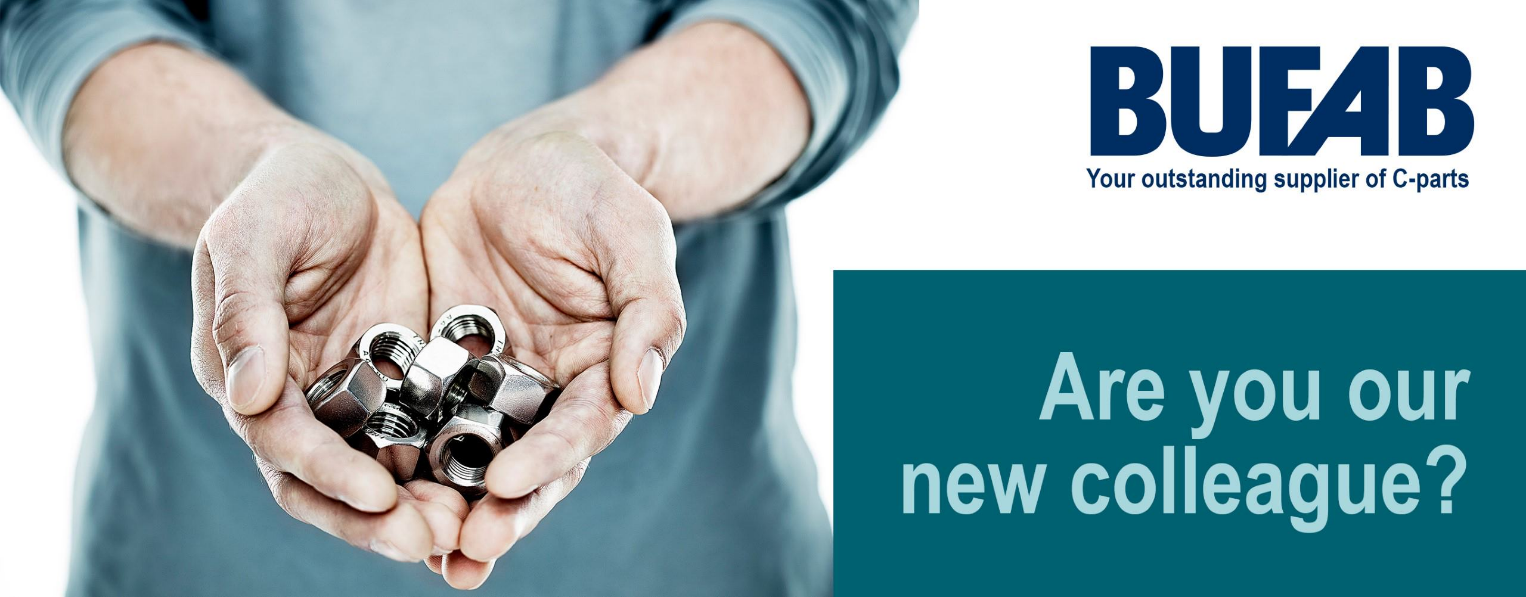 BUFAB
Your outstanding supplier of C-parts
Are you our
new colleague?